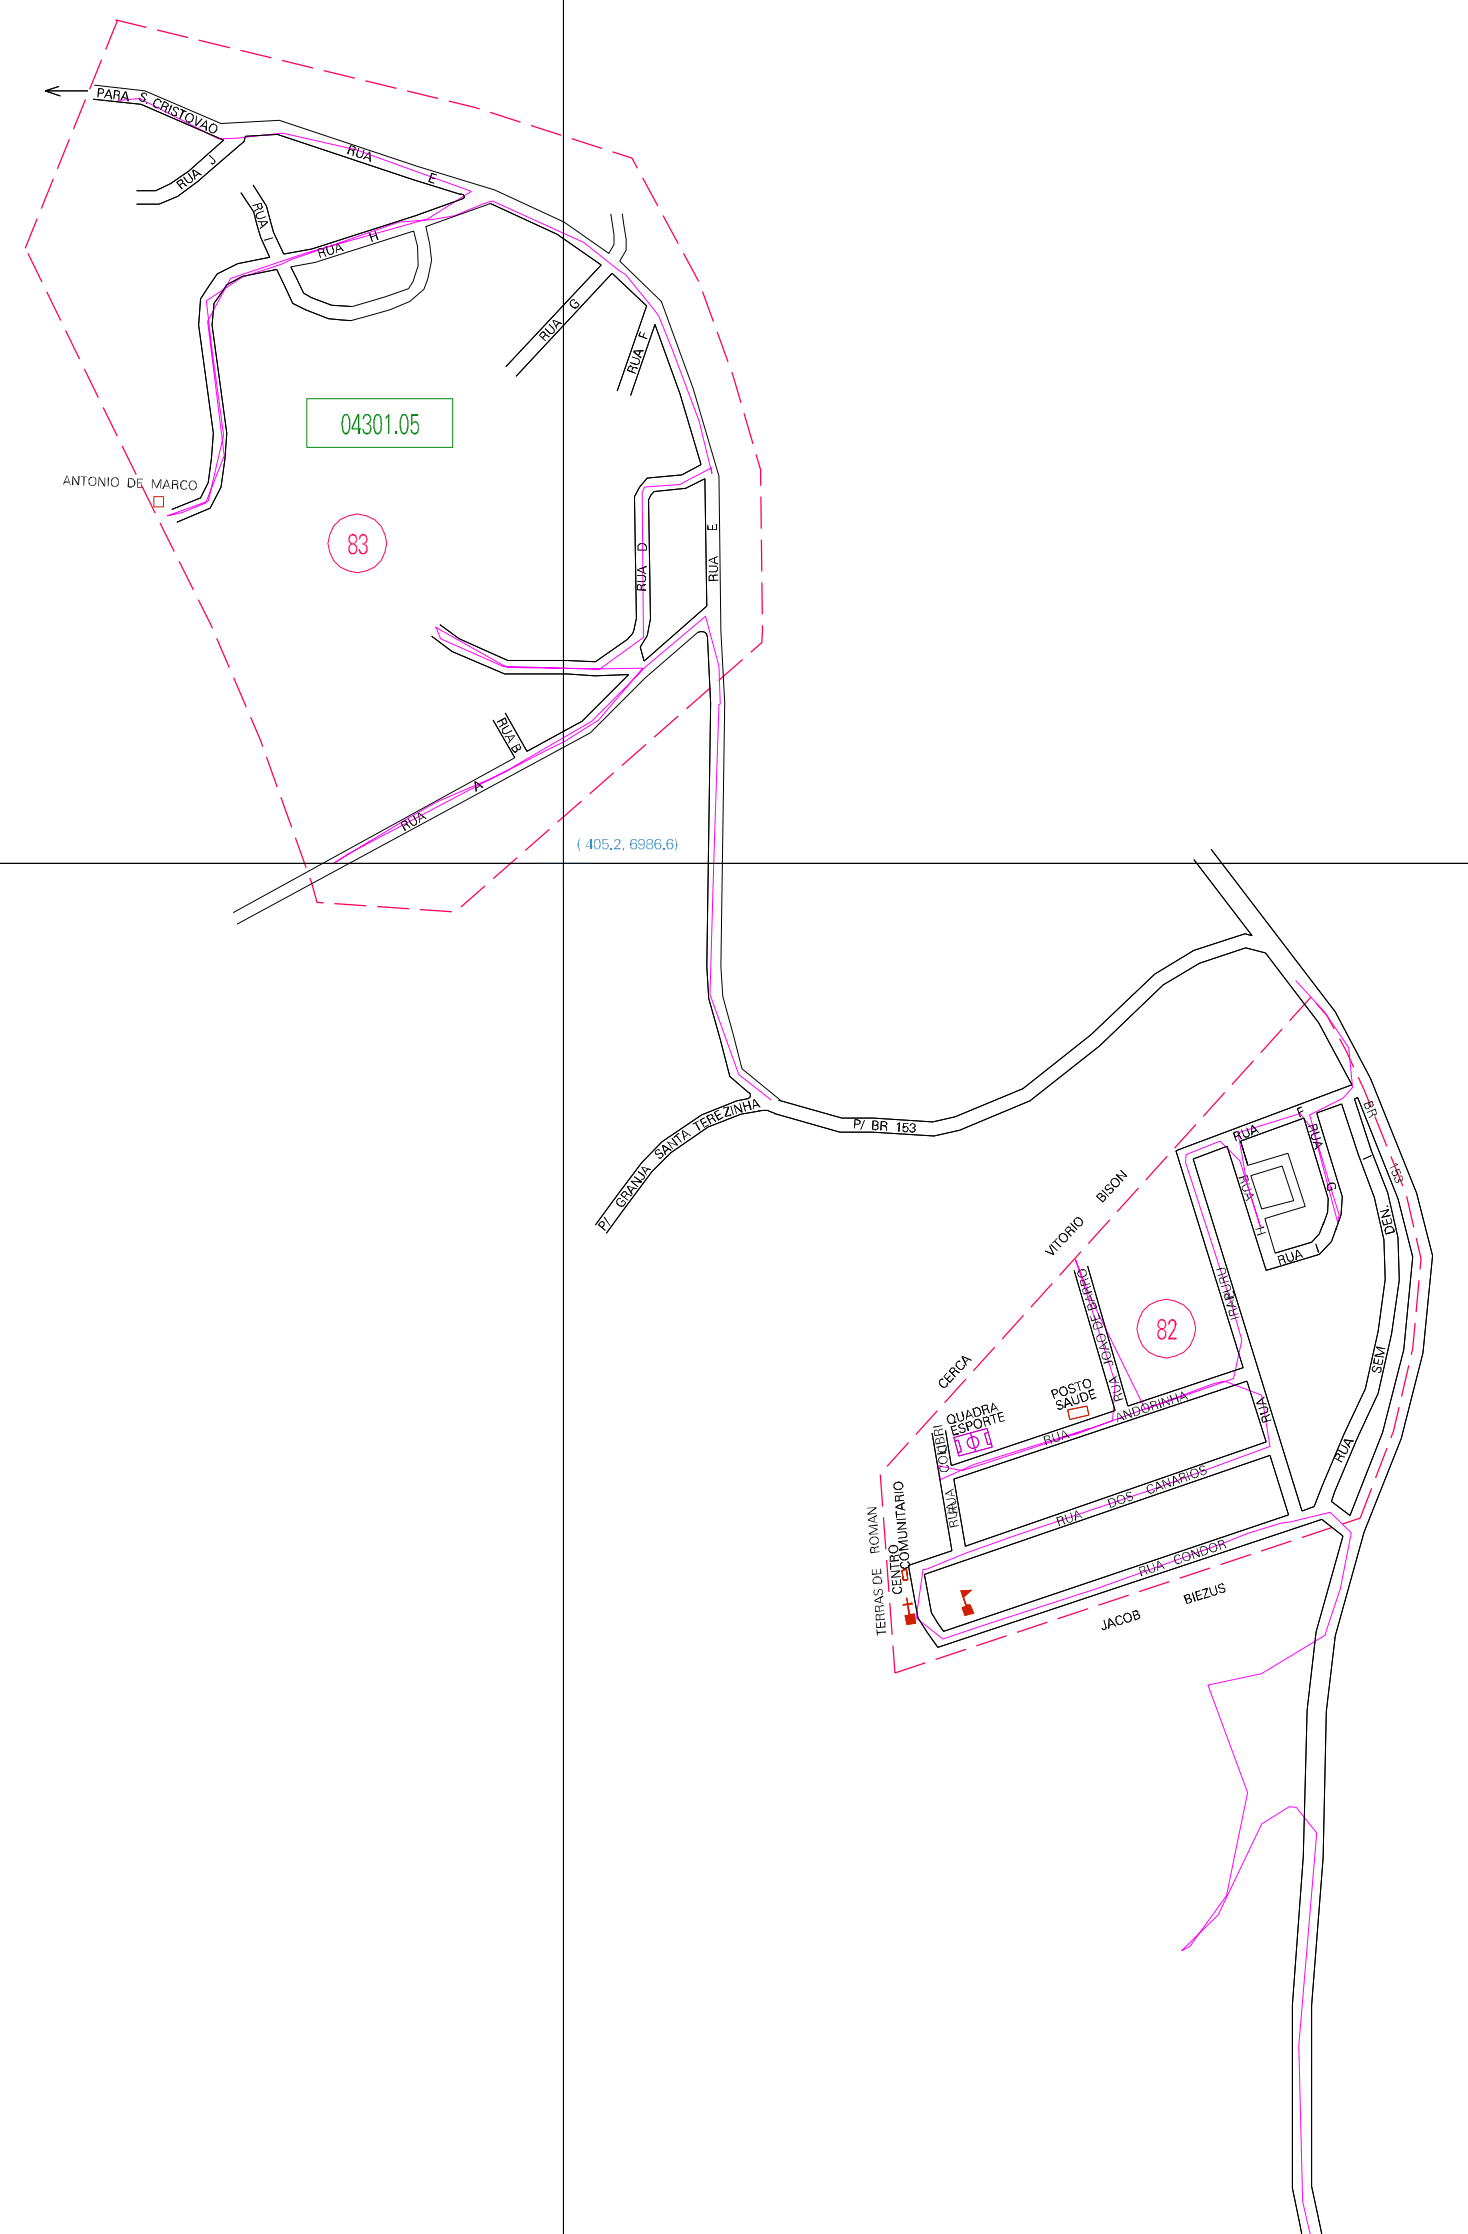 PARA S. CRISTOVAO
RUA J
RUA E
RUA I
RUA H
RUA G
RUA F
04301.05
ANTONIO DE MARCO
83
RUA D
RUA E
RUA B
RUA A
( 405.2, 6986.6)
P/ GRANJA SANTA TEREZINHA
P/ BR 153
BR 153
RUA F
RUA G
RUA H
RUA I
VITORIO BISON
CERCA
RUA JOAO DE BARRO
82
RUA IRAPURU
RUA SEM DEN. I
POSTO
SAUDE
QUADRA
ESPORTE
RUA ANDORINHA
RUA COLIBRI
RUA
RUA DOS CANARIOS
CENTRO
COMUNITARIO
TERRAS DE ROMAN
RUA CONDOR
JACOB BIEZUS